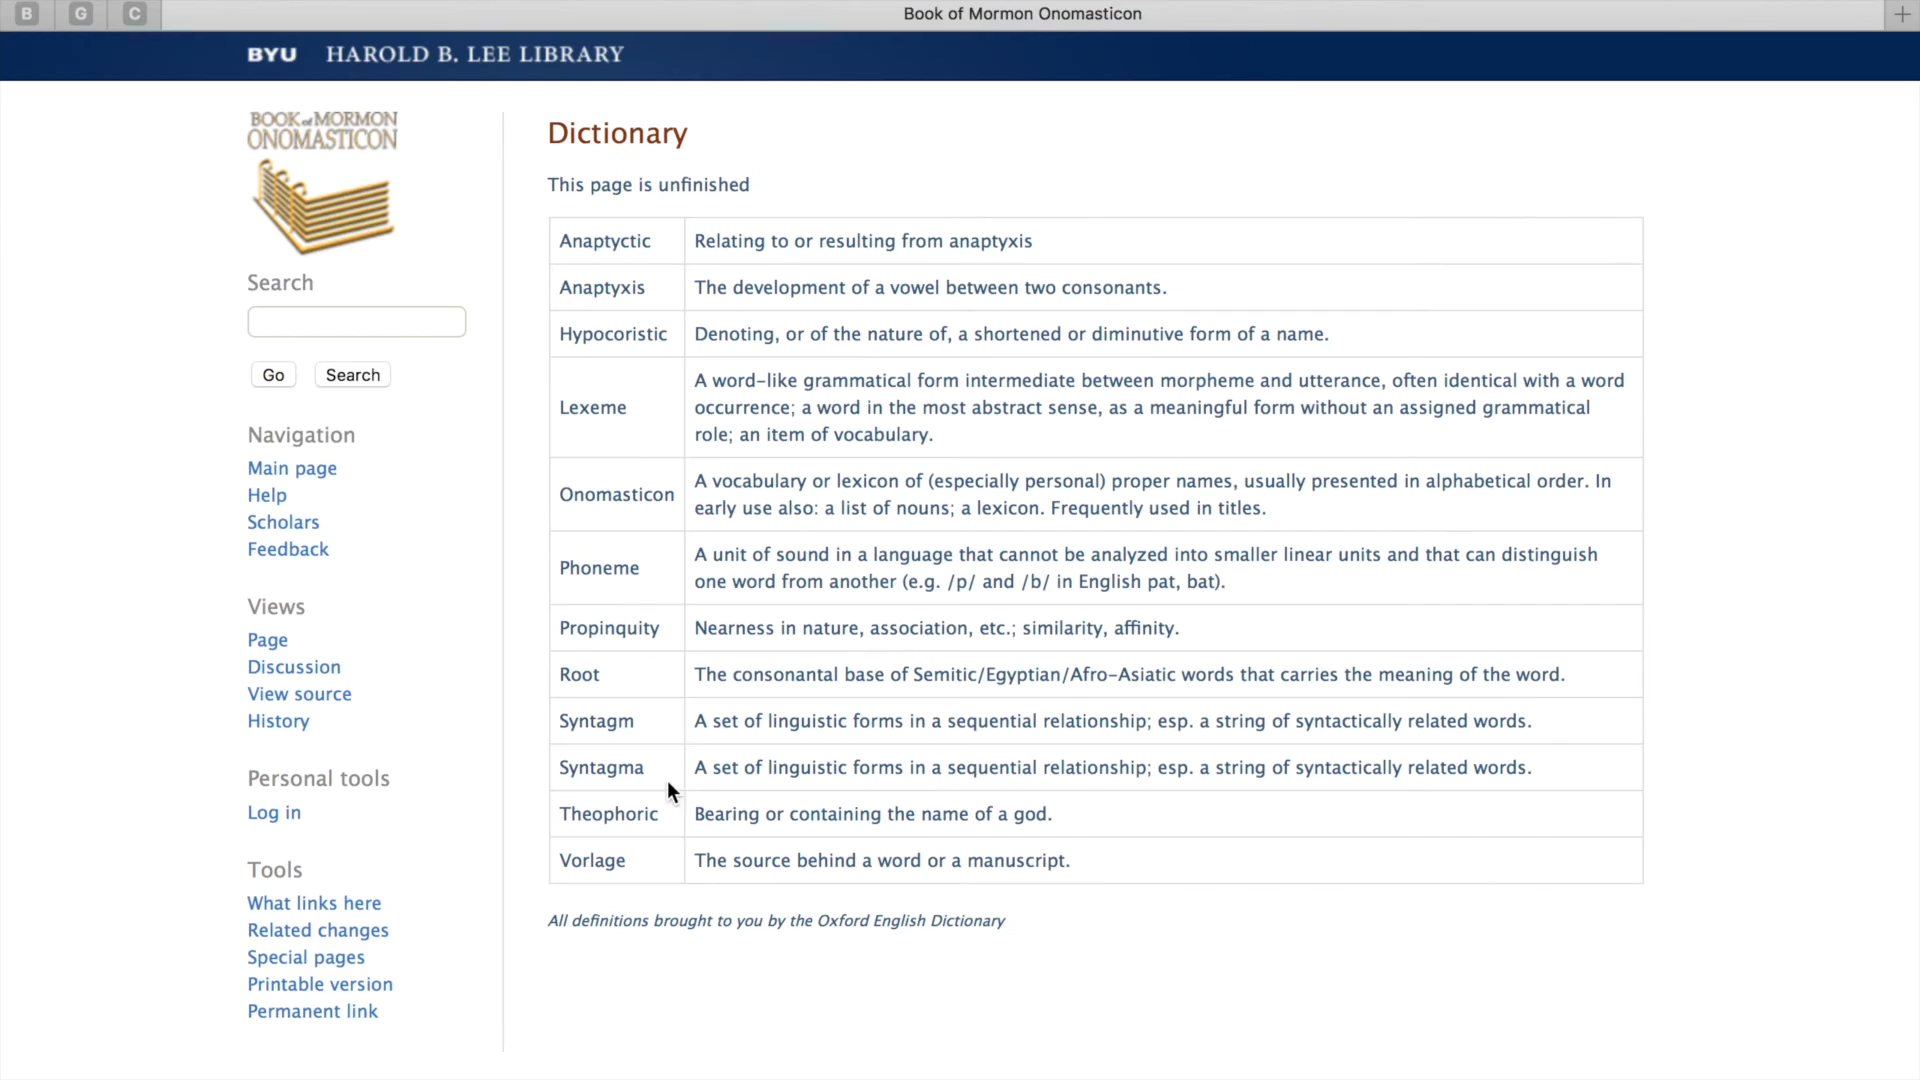 B G C Book of Mormon Onomasticon
BYU HAROLD B. LEE LIBRARY
BOOK of MORMON
ONOMASTICON
Search
Go Search
Navigation
Main page
Help
Scholars
Feedback
Views
Page
Discussion
View source
History
Personal tools
Log in
Tools
What links here
Related changes
Special pages
Printable version
Permanent link
Dictionary
This page is unfinished
Anaptyctic Relating to or resulting from anaptyxis
Anaptyxis The development of a vowel between two consonants.
Hypocoristic Denoting, or of the nature of, a shortened or diminutive form of a name.
Lexeme A word-like grammatical form intermediate between morpheme and utterance, often identical with a word
occurrence; a word in the most abstract sense, as a meaningful form without an assigned grammatical
role; an item of vocabulary.
Onomasticon A vocabulary or lexicon of (especially personal) proper names, usually presented in alphabetical order. In
early use also: a list of nouns; a lexicon. Frequently used in titles.
Phoneme A unit of sound in a language that cannot be analyzed into smaller linear units and that can distinguish
one word from another (e.g. /p/ and /b/ in English pat, bat).
Propinquity Nearness in nature, association, etc.; similarity, affinity.
Root The consonantal base of Semitic/Egyptian/Afro-Asiatic words that carries the meaning of the word.
Syntagm A set of linguistic forms in a sequential relationship; esp. a string of syntactically related words.
Syntagma A set of linguistic forms in a sequential relationship; esp. a string of syntactically related words.
Theophoric Bearing or containing the name of a god.
Vorlage The source behind a word or a manuscript.
All definitions brought to you by the Oxford English Dictionary